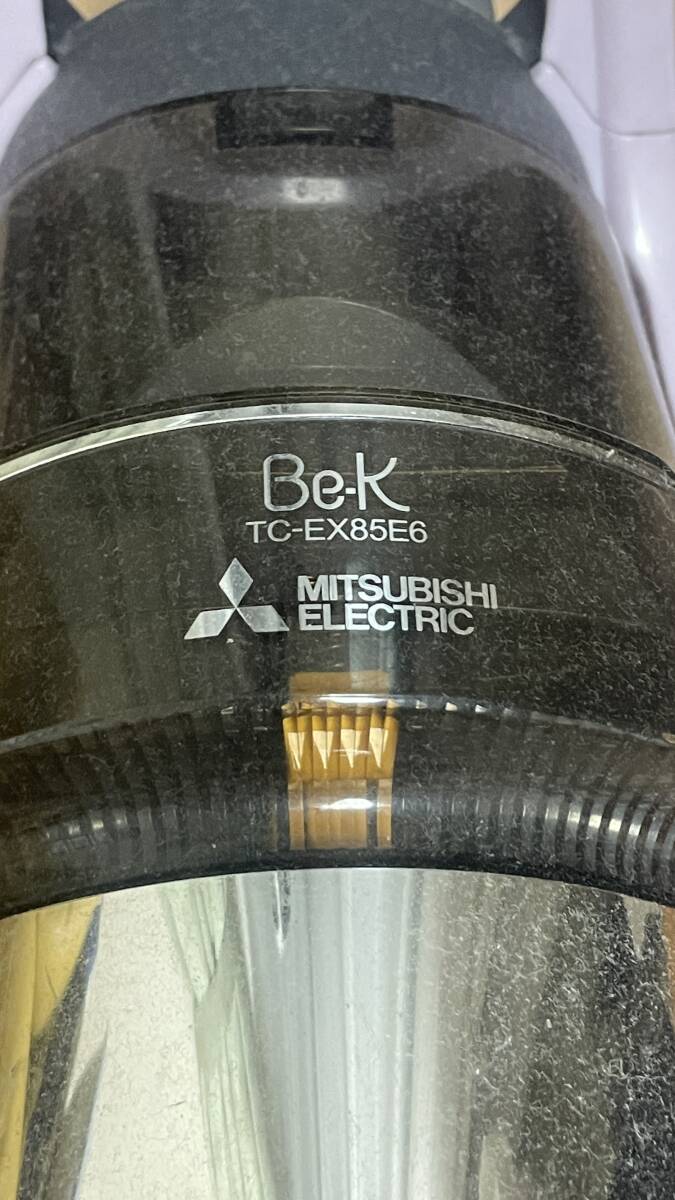 Be-K
TC-EX85E6
MITSUBISHI
ELECTRIC